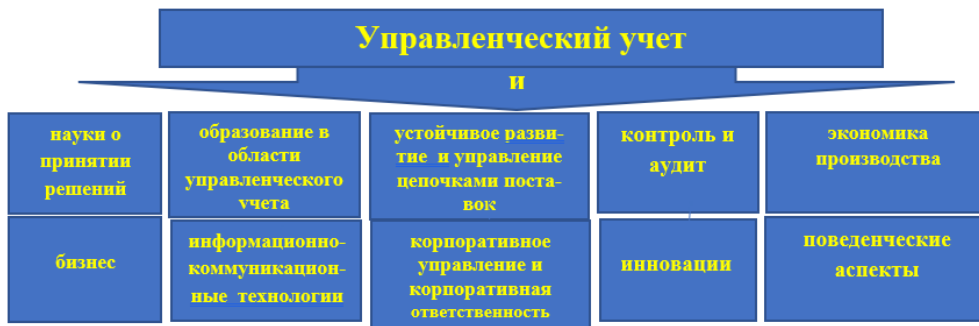 Управленческий учет
и
науки о
принятии
решений
образование в
области
управленческого
учета
устойчивое разви-
тие и управление
цепочками поста-
вок
контроль и
аудит
экономика
производства
бизнес
информационно-
коммуникацион-
ные технологии
корпоративное
управление и
корпоративная
ответственность
инновации
поведенческие
аспекты